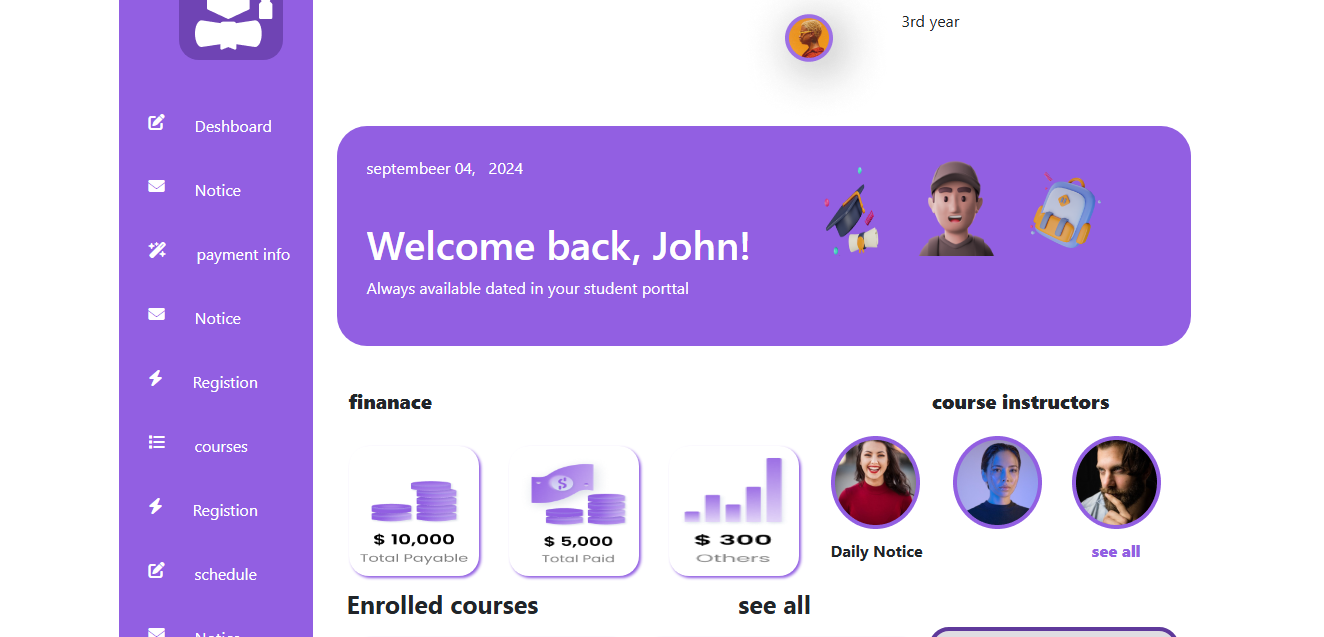 3rd year
Deshboard
Notice
payment info
Notice
Registion
courses
Registion
schedule
Notice
septembeer 04, 2024
Welcome back, John!
Always available dated in your student porttal
finanace
course instructors
$ 10,000
Total Payable
$ 5,000
Total Paid
$ 300
Others
Daily Notice
see all
Enrolled courses
see all